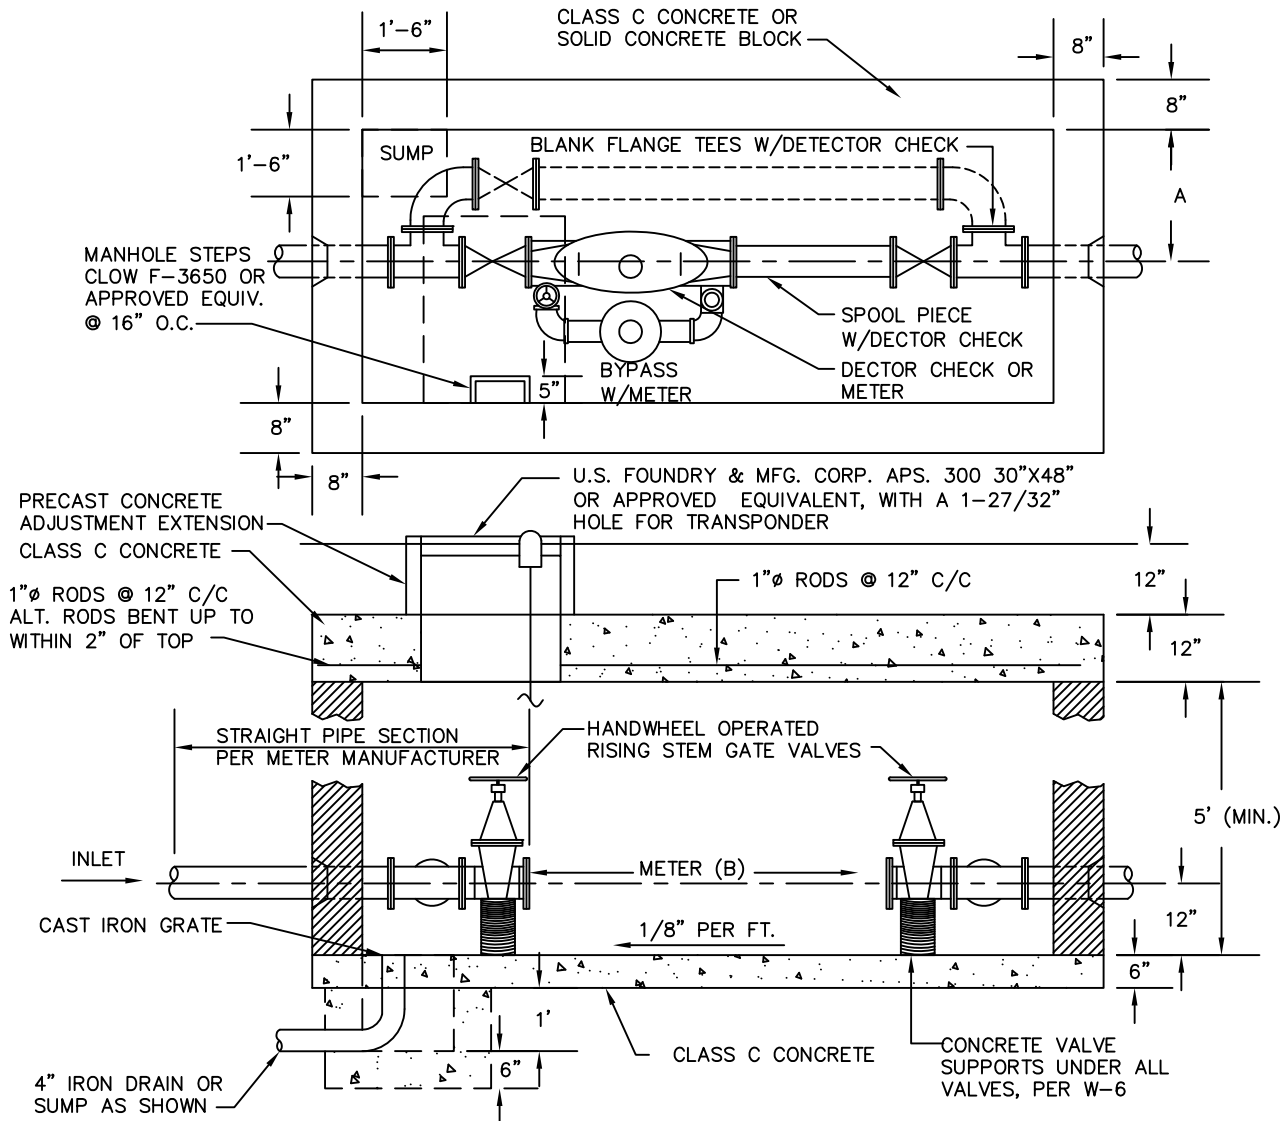 1'-6"
CLASS C CONCRETE OR
SOLID CONCRETE BLOCK
8"
8"
1'-6"
SUMP
BLANK FLANGE TEES W/DETECTOR CHECK
A
MANHOLE STEPS
CLOW F-3650 OR
APPROVED EQUIV.
@ 16" O.C.
SPOOL PIECE
W/DECTOR CHECK
BYPASS
W/METER
DECTOR CHECK OR
METER
5"
8"
8"
U.S. FOUNDRY & MFG. CORP. APS. 300 30"X48"
OR APPROVED EQUIVALENT, WITH A 1-27/32"
HOLE FOR TRANSPONDER
PRECAST CONCRETE
ADJUSTMENT EXTENSION
CLASS C CONCRETE
1"ø RODS @ 12" C/C
ALT. RODS BENT UP TO
WITHIN 2" OF TOP
1"ø RODS @ 12" C/C
12"
12"
STRAIGHT PIPE SECTION
PER METER MANUFACTURER
HANDWHEEL OPERATED
RISING STEM GATE VALVES
5' (MIN.)
INLET
METER (B)
CAST IRON GRATE
1/8" PER FT.
12"
6"
1'
6"
CLASS C CONCRETE
CONCRETE VALVE
SUPPORTS UNDER ALL
VALVES, PER W-6
4" IRON DRAIN OR
SUMP AS SHOWN